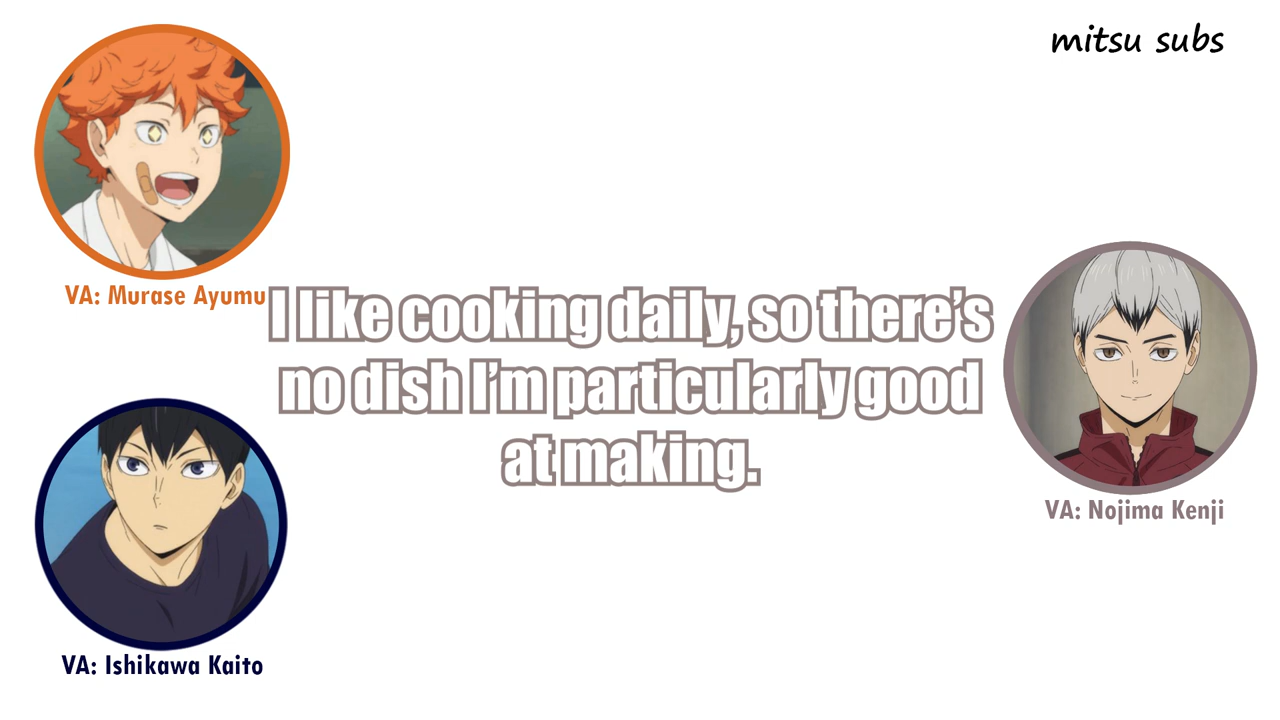 mitsu subs
VA: Murase Ayumu
I like cooking daily, so there's
no dish I'm particularly good
at making.
VA: Nojima Kenji
VA: Ishikawa Kaito